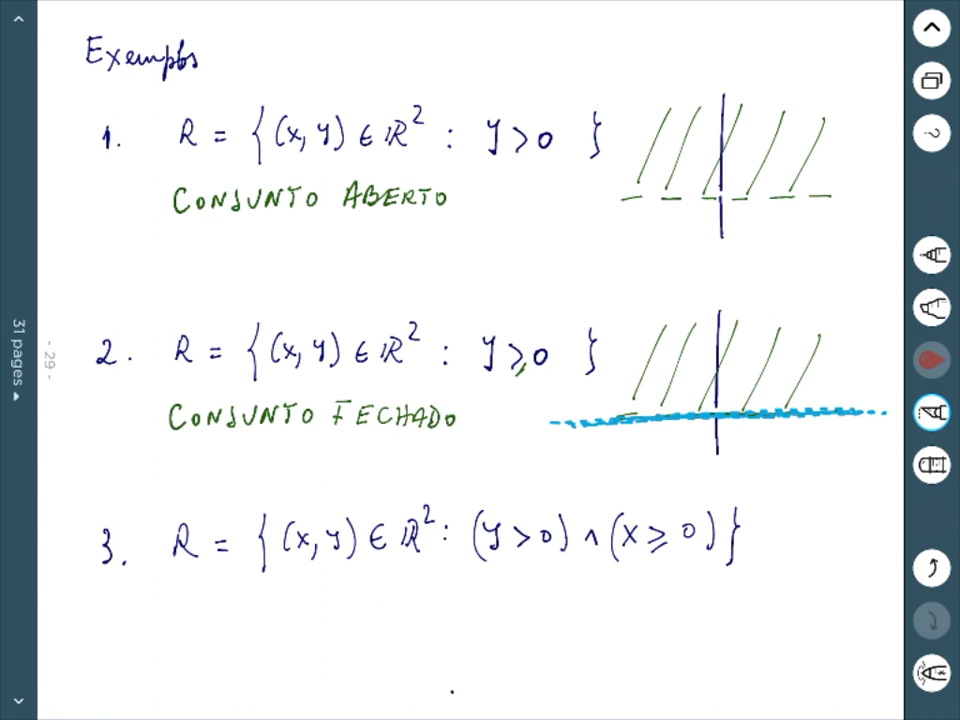 Exemplos
1. R = { (x, y) ∈ ℝ² : y > 0 }
CONJUNTO ABERTO
2. R = { (x, y) ∈ ℝ² : y ≥ 0 }
CONJUNTO FECHADO
3. R = { (x, y) ∈ ℝ² : (y > 0) ∧ (x ≥ 0) }
31 pages
- 29 -